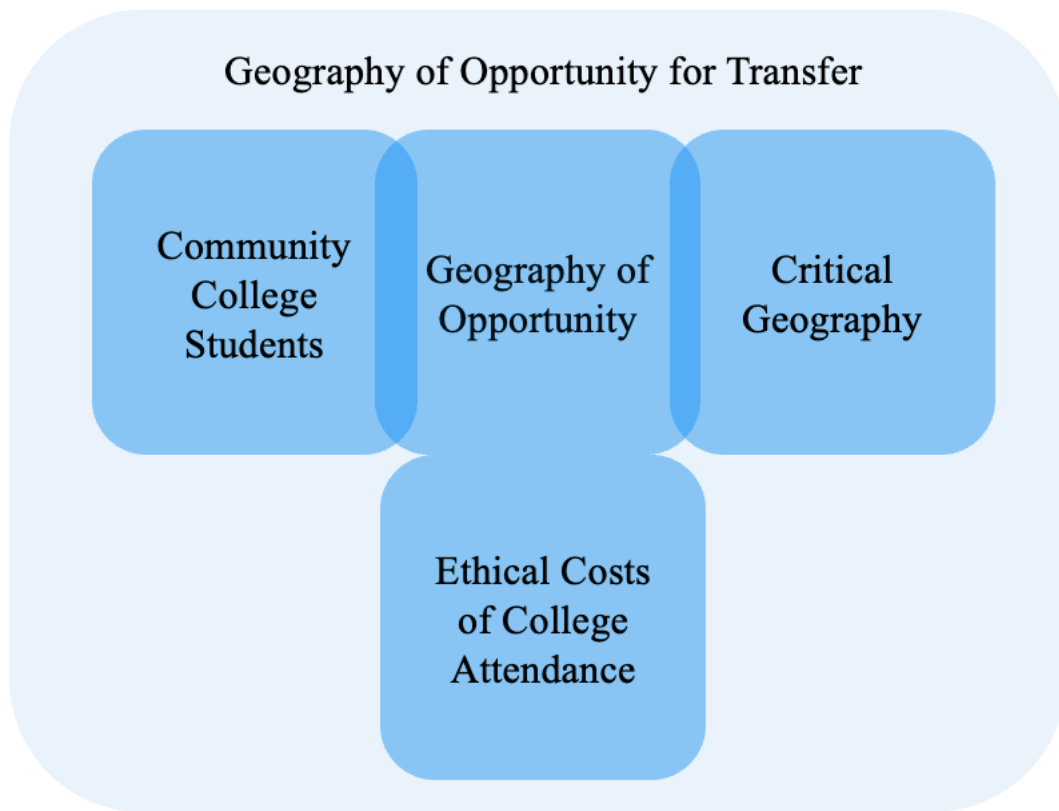 Geography of Opportunity for Transfer
Community
College
Students
Geography of
Opportunity
Critical
Geography
Ethical Costs
of College
Attendance